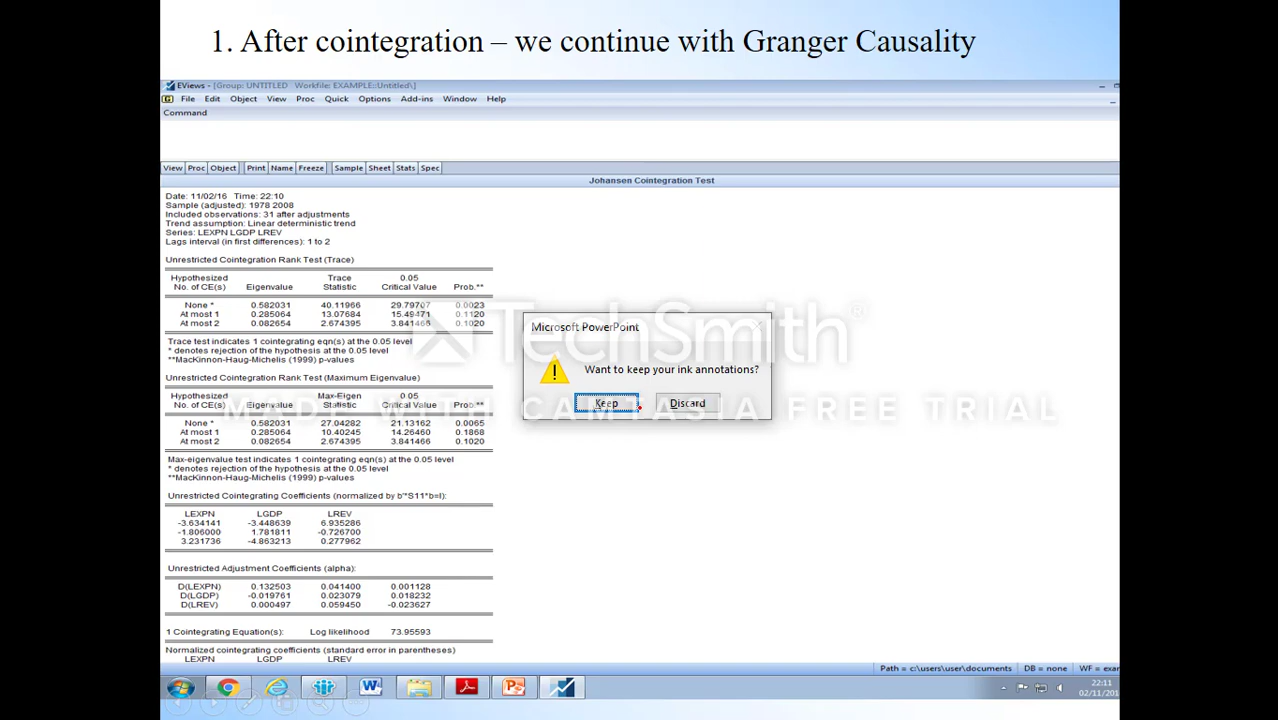 1. After cointegration – we continue with Granger Causality
EViews - [Group: UNTITLED Workfile: EXAMPLE::Untitled\]
File Edit Object View Proc Quick Options Add-ins Window Help
Command
View Proc Object Print Name Freeze Sample Sheet Stats Spec
Johansen Cointegration Test
Date: 11/02/16 Time: 22:10
Sample (adjusted): 1978 2008
Included observations: 31 after adjustments
Trend assumption: Linear deterministic trend
Series: LEXPN LGDP LREV
Lags interval (in first differences): 1 to 2
Unrestricted Cointegration Rank Test (Trace)
Hypothesized Trace 0.05
No. of CE(s) Eigenvalue Statistic Critical Value Prob.**
None * 0.582031 40.11966 29.79707 0.0023
At most 1 0.285064 13.07684 15.49471 0.1120
At most 2 0.082654 2.674395 3.841466 0.1020
Trace test indicates 1 cointegrating eqn(s) at the 0.05 level
* denotes rejection of the hypothesis at the 0.05 level
**MacKinnon-Haug-Michelis (1999) p-values
Unrestricted Cointegration Rank Test (Maximum Eigenvalue)
Hypothesized Max-Eigen 0.05
No. of CE(s) Eigenvalue Statistic Critical Value Prob.**
None * 0.582031 27.04282 21.13162 0.0065
At most 1 0.285064 10.40245 14.26460 0.1868
At most 2 0.082654 2.674395 3.841466 0.1020
Max-eigenvalue test indicates 1 cointegrating eqn(s) at the 0.05 level
* denotes rejection of the hypothesis at the 0.05 level
**MacKinnon-Haug-Michelis (1999) p-values
Unrestricted Cointegrating Coefficients (normalized by b'*S11*b=I):
LEXPN LGDP LREV
-3.634141 -3.448639 6.935286
-1.806000 1.781811 -0.726700
3.231736 -4.863213 0.277962
Unrestricted Adjustment Coefficients (alpha):
D(LEXPN) 0.132503 0.041400 0.001128
D(LGDP) -0.019761 0.023079 0.018232
D(LREV) 0.000497 0.059450 -0.023627
1 Cointegrating Equation(s): Log likelihood 73.95593
Normalized cointegrating coefficients (standard error in parentheses)
LEXPN LGDP LREV
Microsoft PowerPoint
Want to keep your ink annotations?
Keep Discard
TechSmith®
MADE WITH CAMTASIA FREE TRIAL
Path = c:\users\user\documents DB = none WF = exa
22:11
02/11/201